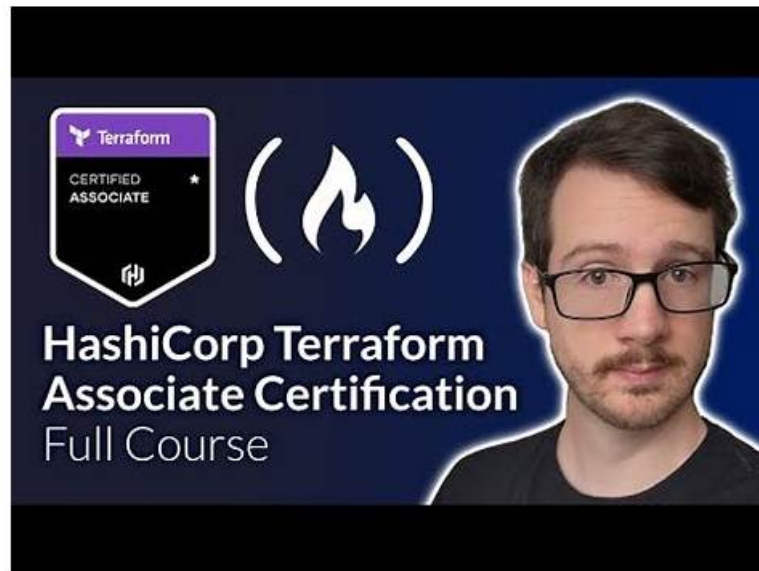 Terraform
CERTIFIED
ASSOCIATE
HashiCorp Terraform
Associate Certification
Full Course